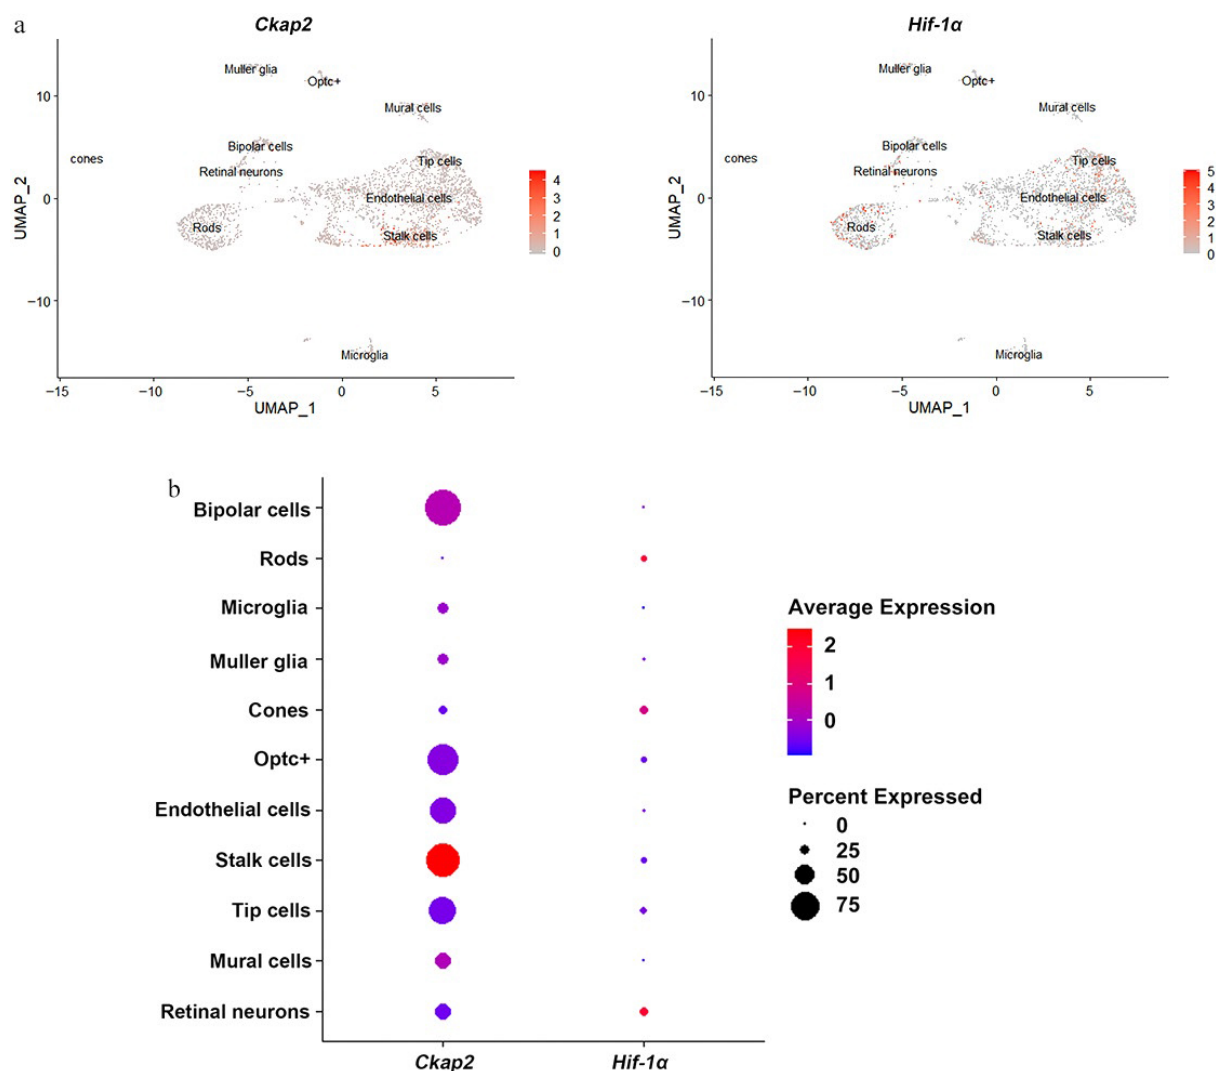 a
Ckap2
Hif-1α
Muller glia
Optc+
Mural cells
Bipolar cells
cones
Retinal neurons
Tip cells
Endothelial cells
Rods
Stalk cells
Microglia
10
0
−10
UMAP_2
−15
−10
−5
0
5
UMAP_1
4
3
2
1
0
Muller glia
Optc+
Mural cells
Bipolar cells
cones
Retinal neurons
Tip cells
Endothelial cells
Rods
Stalk cells
Microglia
10
0
−10
UMAP_2
−15
−10
−5
0
5
UMAP_1
5
4
3
2
1
0
b
Bipolar cells
Rods
Microglia
Muller glia
Cones
Optc+
Endothelial cells
Stalk cells
Tip cells
Mural cells
Retinal neurons
Ckap2
Hif-1α
Average Expression
2
1
0
Percent Expressed
0
25
50
75